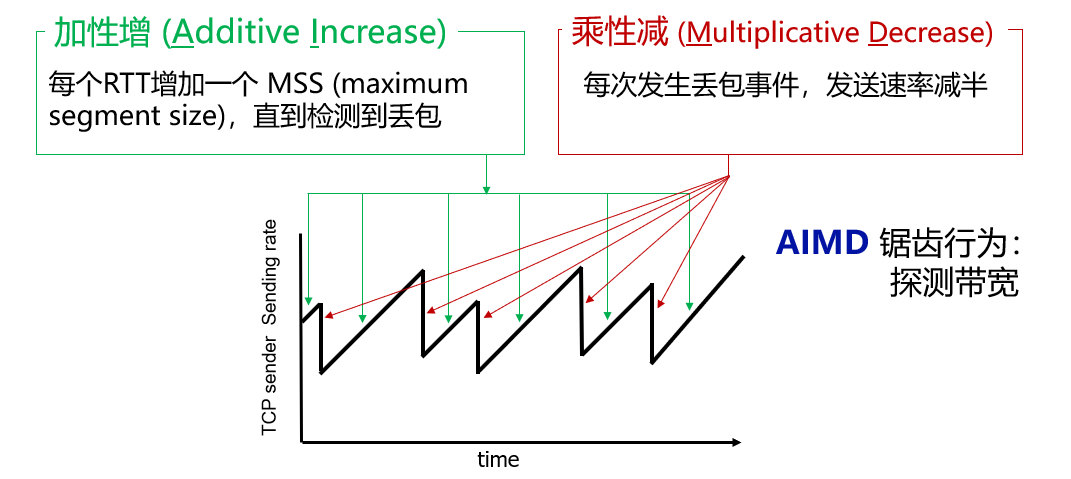 加性增 (Additive Increase)
每个RTT增加一个 MSS (maximum
segment size)，直到检测到丢包
乘性减 (Multiplicative Decrease)
每次发生丢包事件，发送速率减半
AIMD 锯齿行为：
探测带宽
TCP sender Sending rate
time